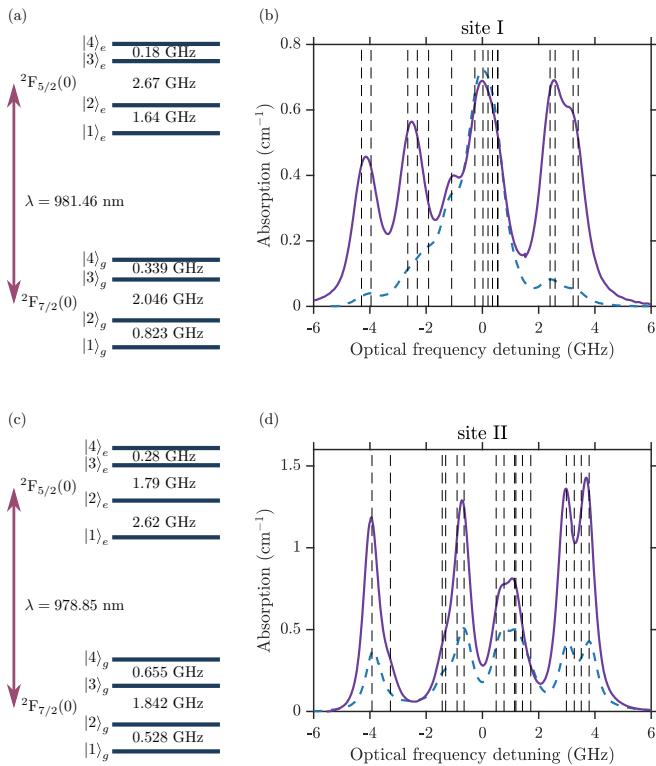 (a)
|4⟩e
0.18 GHz
|3⟩e
²F5/2(0)
2.67 GHz
|2⟩e
1.64 GHz
|1⟩e
λ = 981.46 nm
|4⟩g
0.339 GHz
|3⟩g
²F7/2(0)
2.046 GHz
|2⟩g
0.823 GHz
|1⟩g
(b)
site I
Absorption (cm⁻¹)
0.8
0.6
0.4
0.2
0
-6 -4 -2 0 2 4 6
Optical frequency detuning (GHz)
(c)
|4⟩e
0.28 GHz
|3⟩e
²F5/2(0)
1.79 GHz
|2⟩e
2.62 GHz
|1⟩e
λ = 978.85 nm
|4⟩g
0.655 GHz
|3⟩g
²F7/2(0)
1.842 GHz
|2⟩g
0.528 GHz
|1⟩g
(d)
site II
Absorption (cm⁻¹)
1.5
1
0.5
0
-6 -4 -2 0 2 4 6
Optical frequency detuning (GHz)